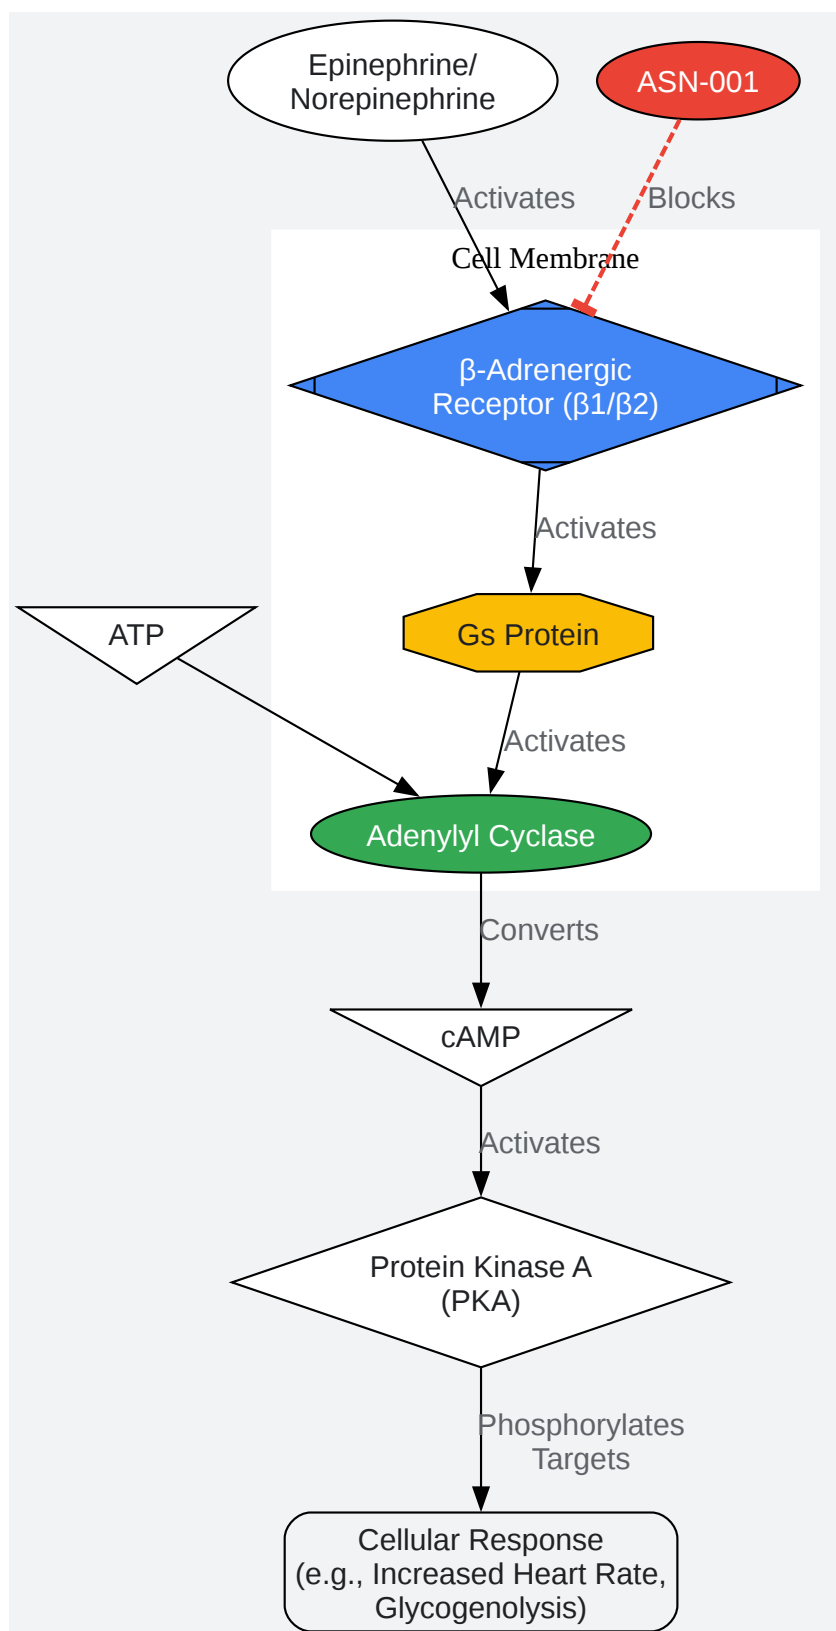 Epinephrine/
Norepinephrine
ASN-001
Activates
Blocks
Cell Membrane
β-Adrenergic
Receptor (β1/β2)
Activates
ATP
Gs Protein
Activates
Adenylyl Cyclase
Converts
cAMP
Activates
Protein Kinase A
(PKA)
Phosphorylates
Targets
Cellular Response
(e.g., Increased Heart Rate,
Glycogenolysis)